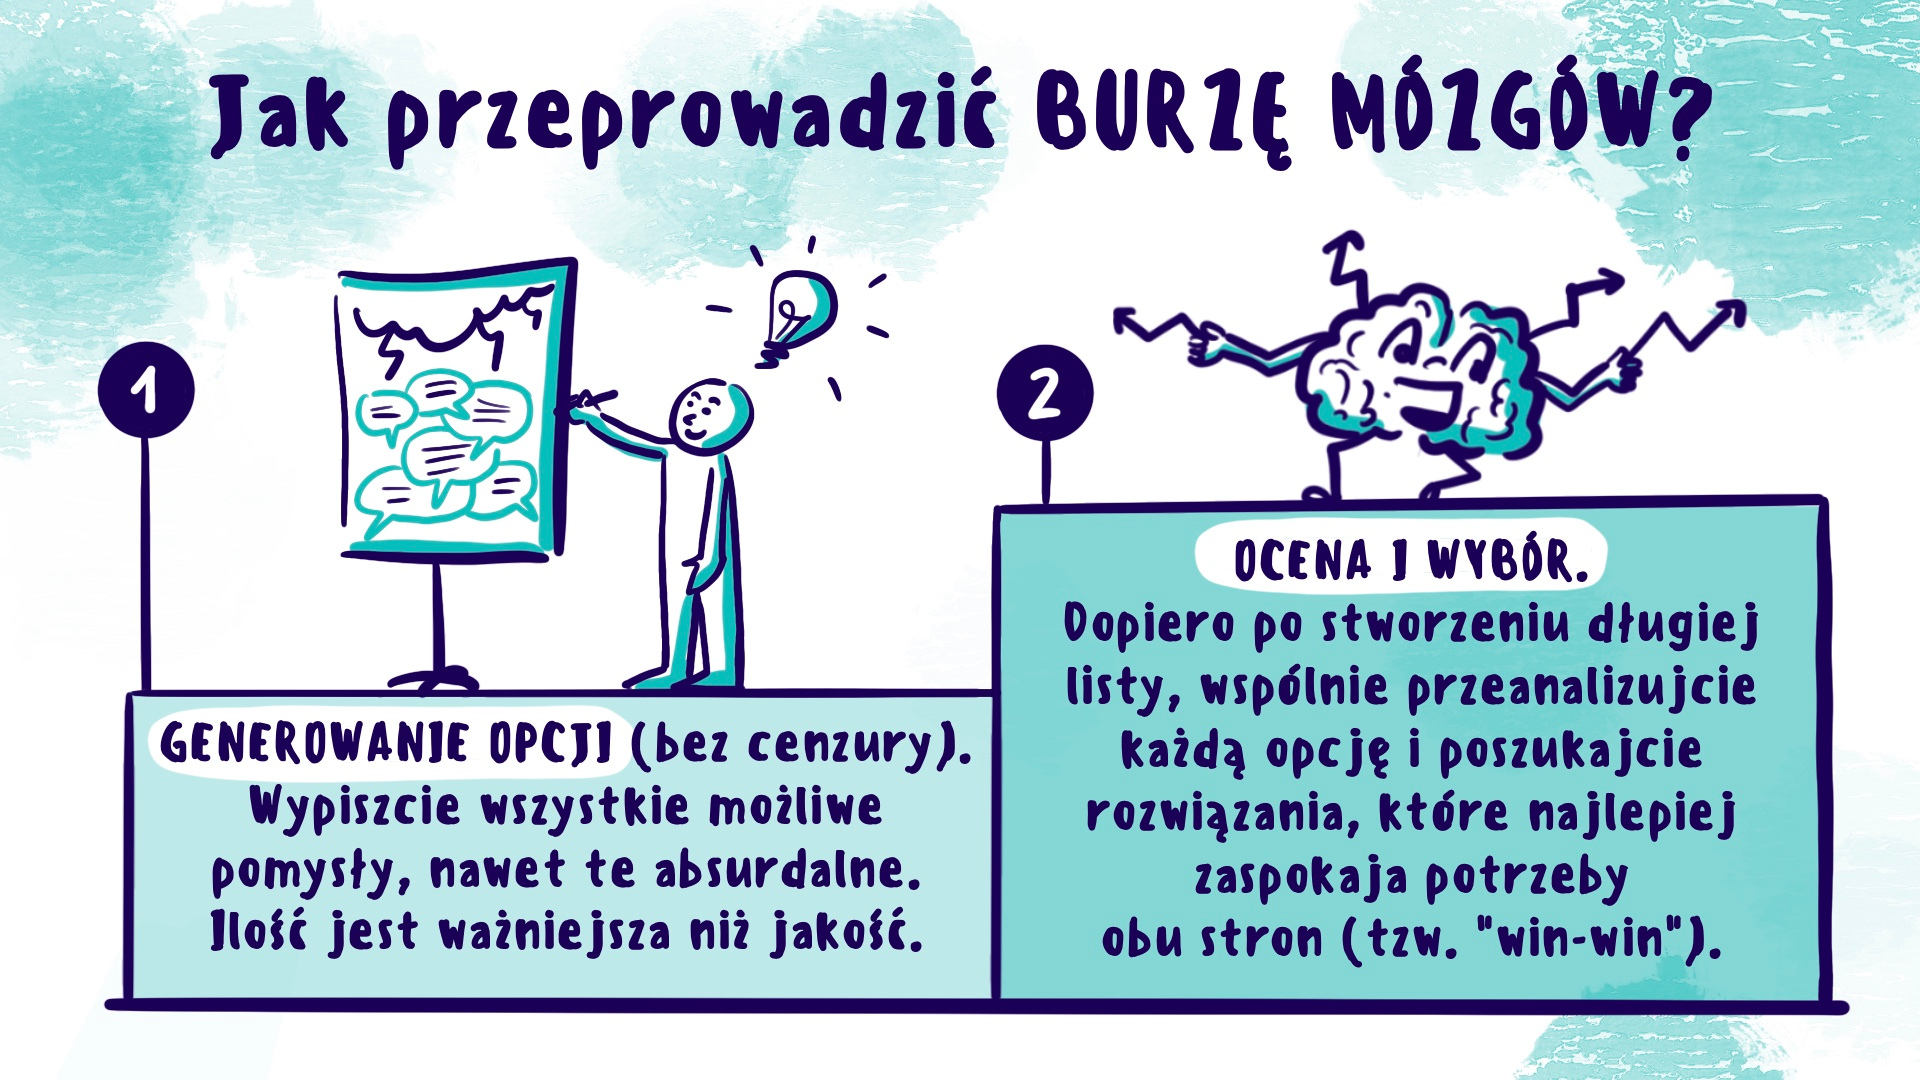 Jak przeprowadzić BURZĘ MÓZGÓW?
1
GENEROWANIE OPCJI (bez cenzury).
Wypiszcie wszystkie możliwe
pomysły, nawet te absurdalne.
Ilość jest ważniejsza niż jakość.
2
OCENA I WYBÓR.
Dopiero po stworzeniu długiej
listy, wspólnie przeanalizujcie
każdą opcję i poszukajcie
rozwiązania, które najlepiej
zaspokaja potrzeby
obu stron (tzw. "win-win").